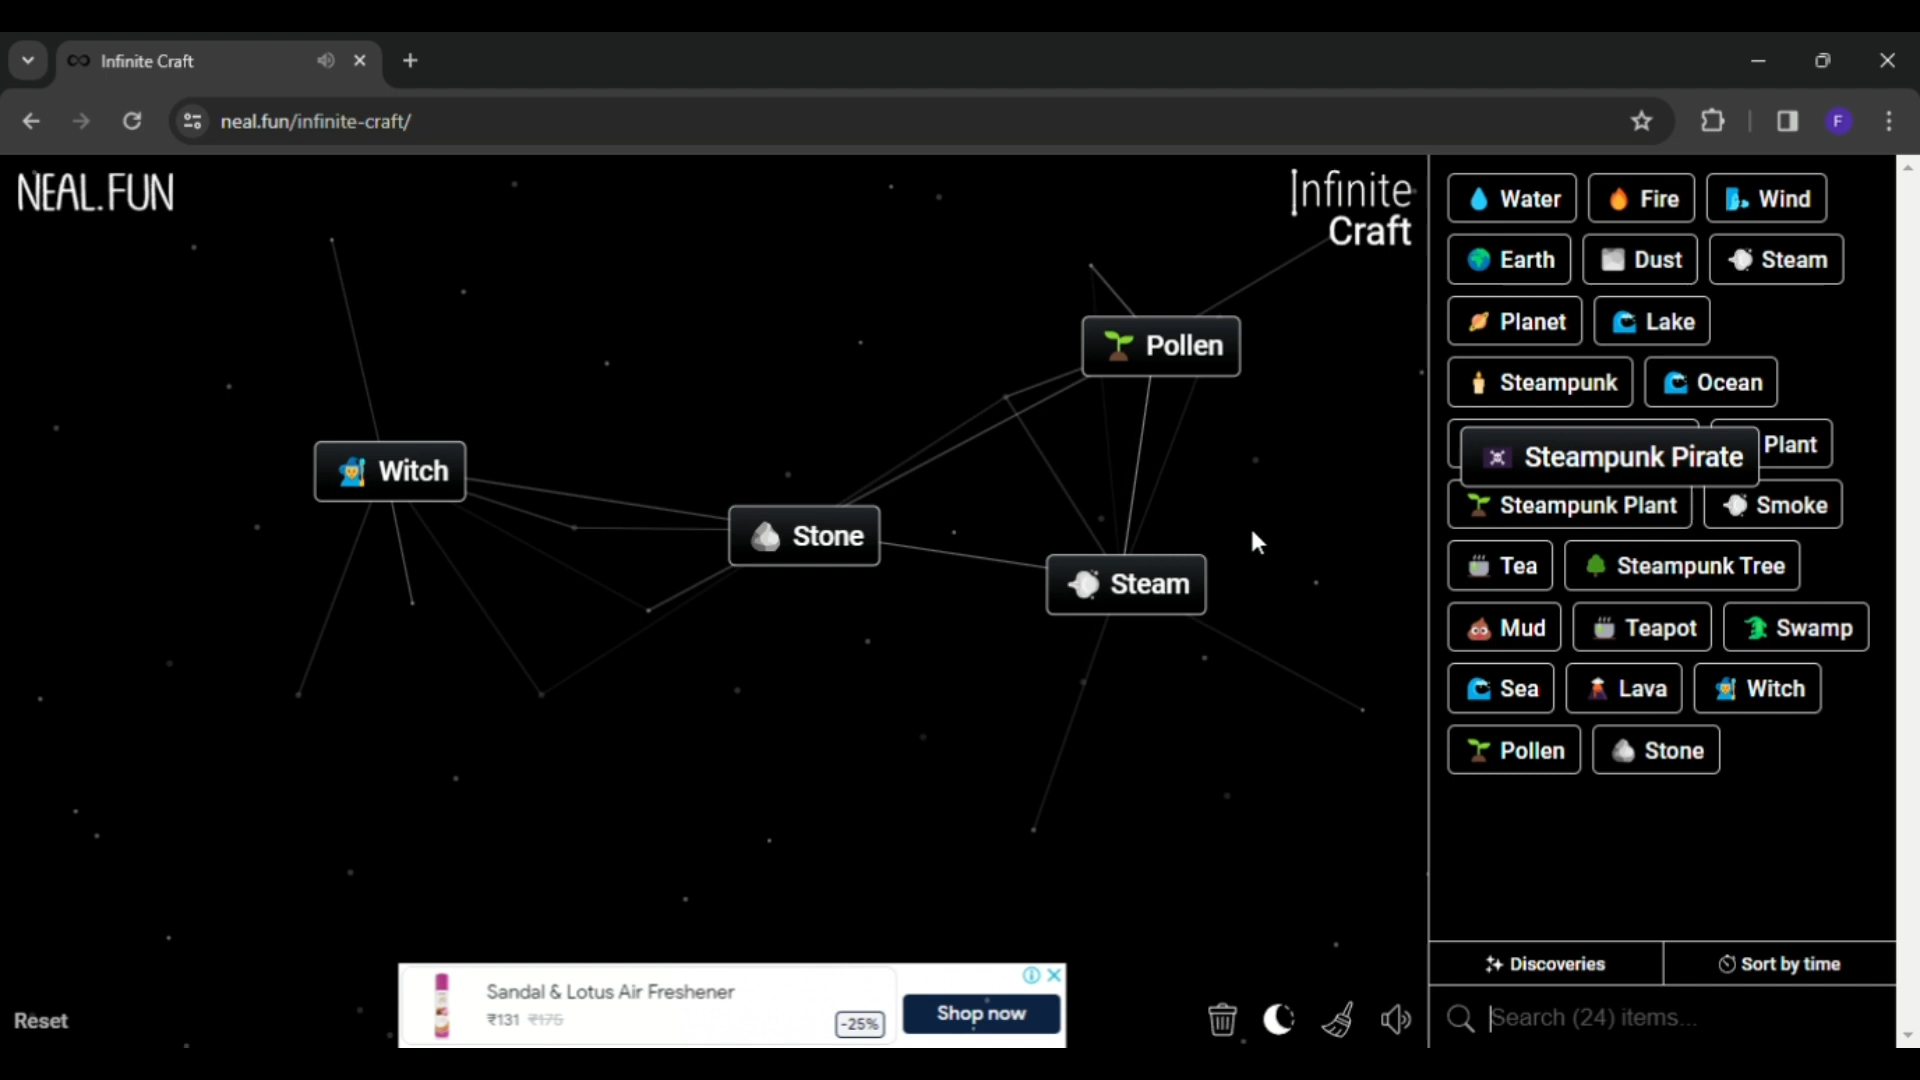 Infinite Craft
neal.fun/infinite-craft/
F
NEAL.FUN
Infinite
Craft
Pollen
Witch
Stone
Steam
Water Fire Wind
Earth Dust Steam
Planet Lake
Steampunk Ocean
Steampunk Pirate Plant
Steampunk Plant Smoke
Tea Steampunk Tree
Mud Teapot Swamp
Sea Lava Witch
Pollen Stone
Discoveries Sort by time
Search (24) items...
Sandal & Lotus Air Freshener
₹131 ₹175
-25%
Shop now
Reset